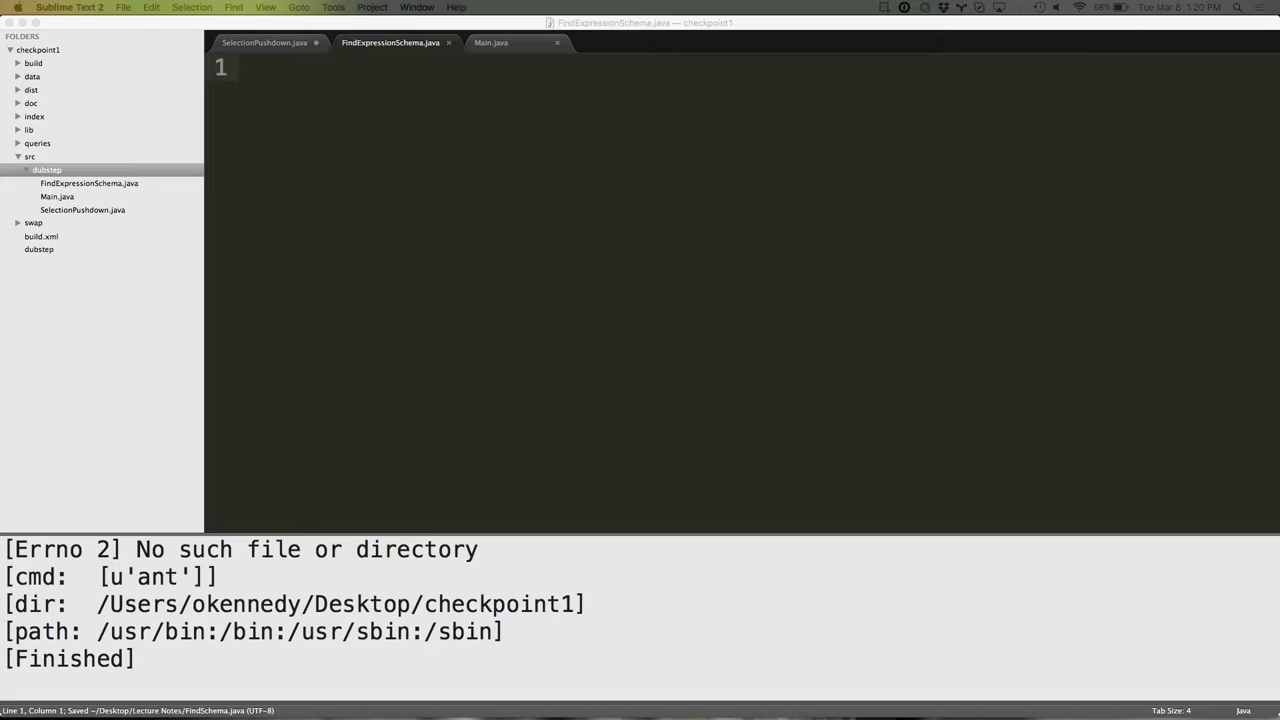 Sublime Text 2 File Edit Selection Find View Goto Tools Project Window Help 68% Tue Mar 8 1:20 PM
FindExpressionSchema.java — checkpoint1
FOLDERS
checkpoint1
build
data
dist
doc
index
lib
queries
src
dubstep
FindExpressionSchema.java
Main.java
SelectionPushdown.java
swap
build.xml
dubstep
SelectionPushdown.java FindExpressionSchema.java × Main.java ×
1
[Errno 2] No such file or directory
[cmd: [u'ant']]
[dir: /Users/okennedy/Desktop/checkpoint1]
[path: /usr/bin:/bin:/usr/sbin:/sbin]
[Finished]
Line 1, Column 1; Saved ~/Desktop/Lecture Notes/FindSchema.java (UTF-8) Tab Size: 4 Java